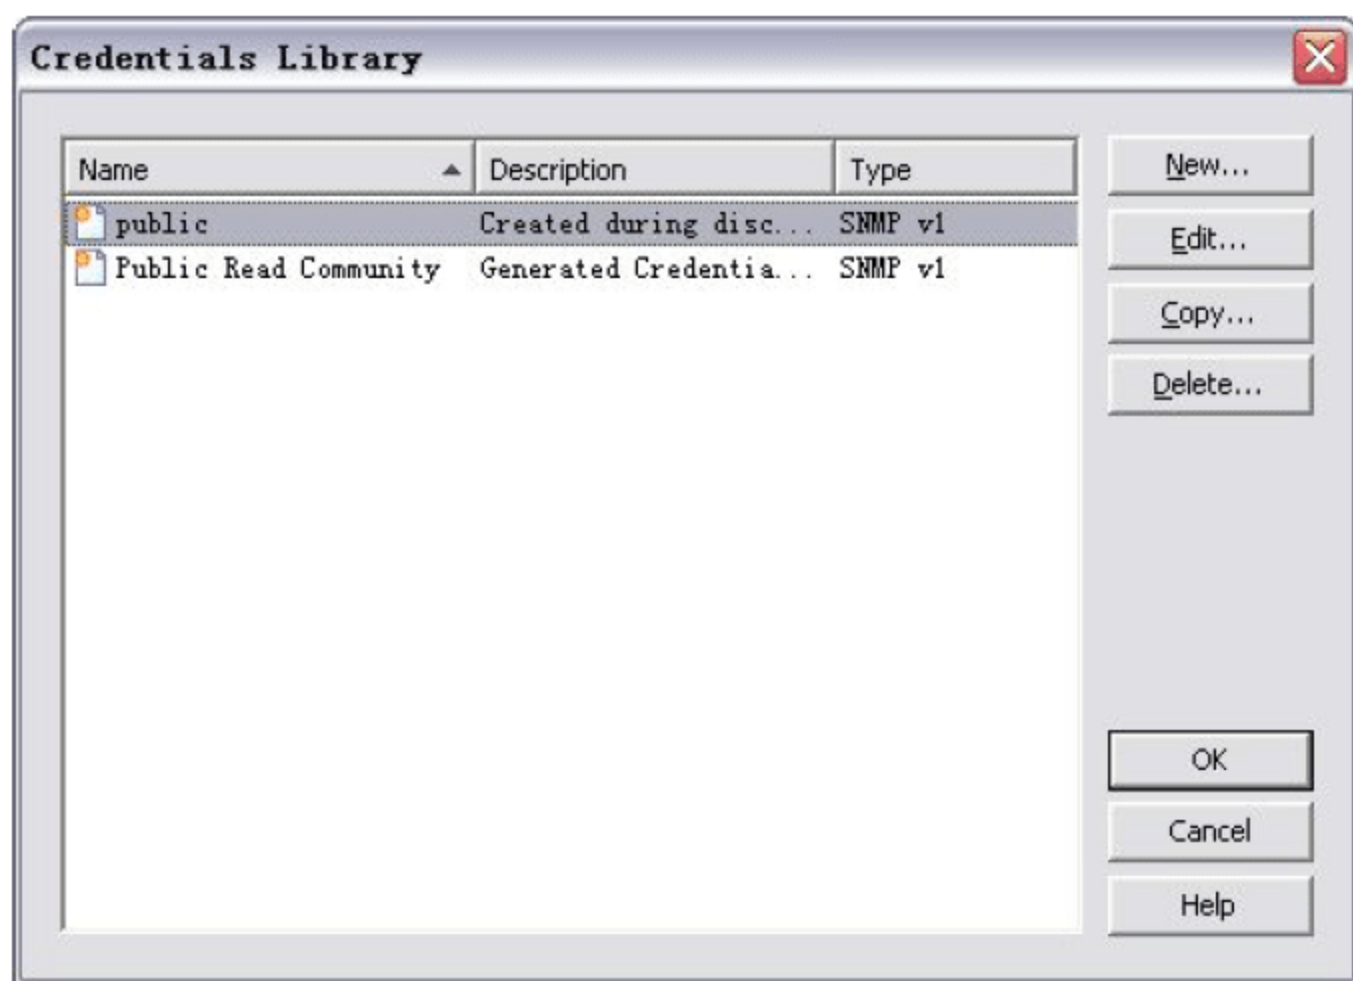 Credentials Library
Name Description Type
public Created during disc... SNMP v1
Public Read Community Generated Credentia... SNMP v1
New...
Edit...
Copy...
Delete...
OK
Cancel
Help